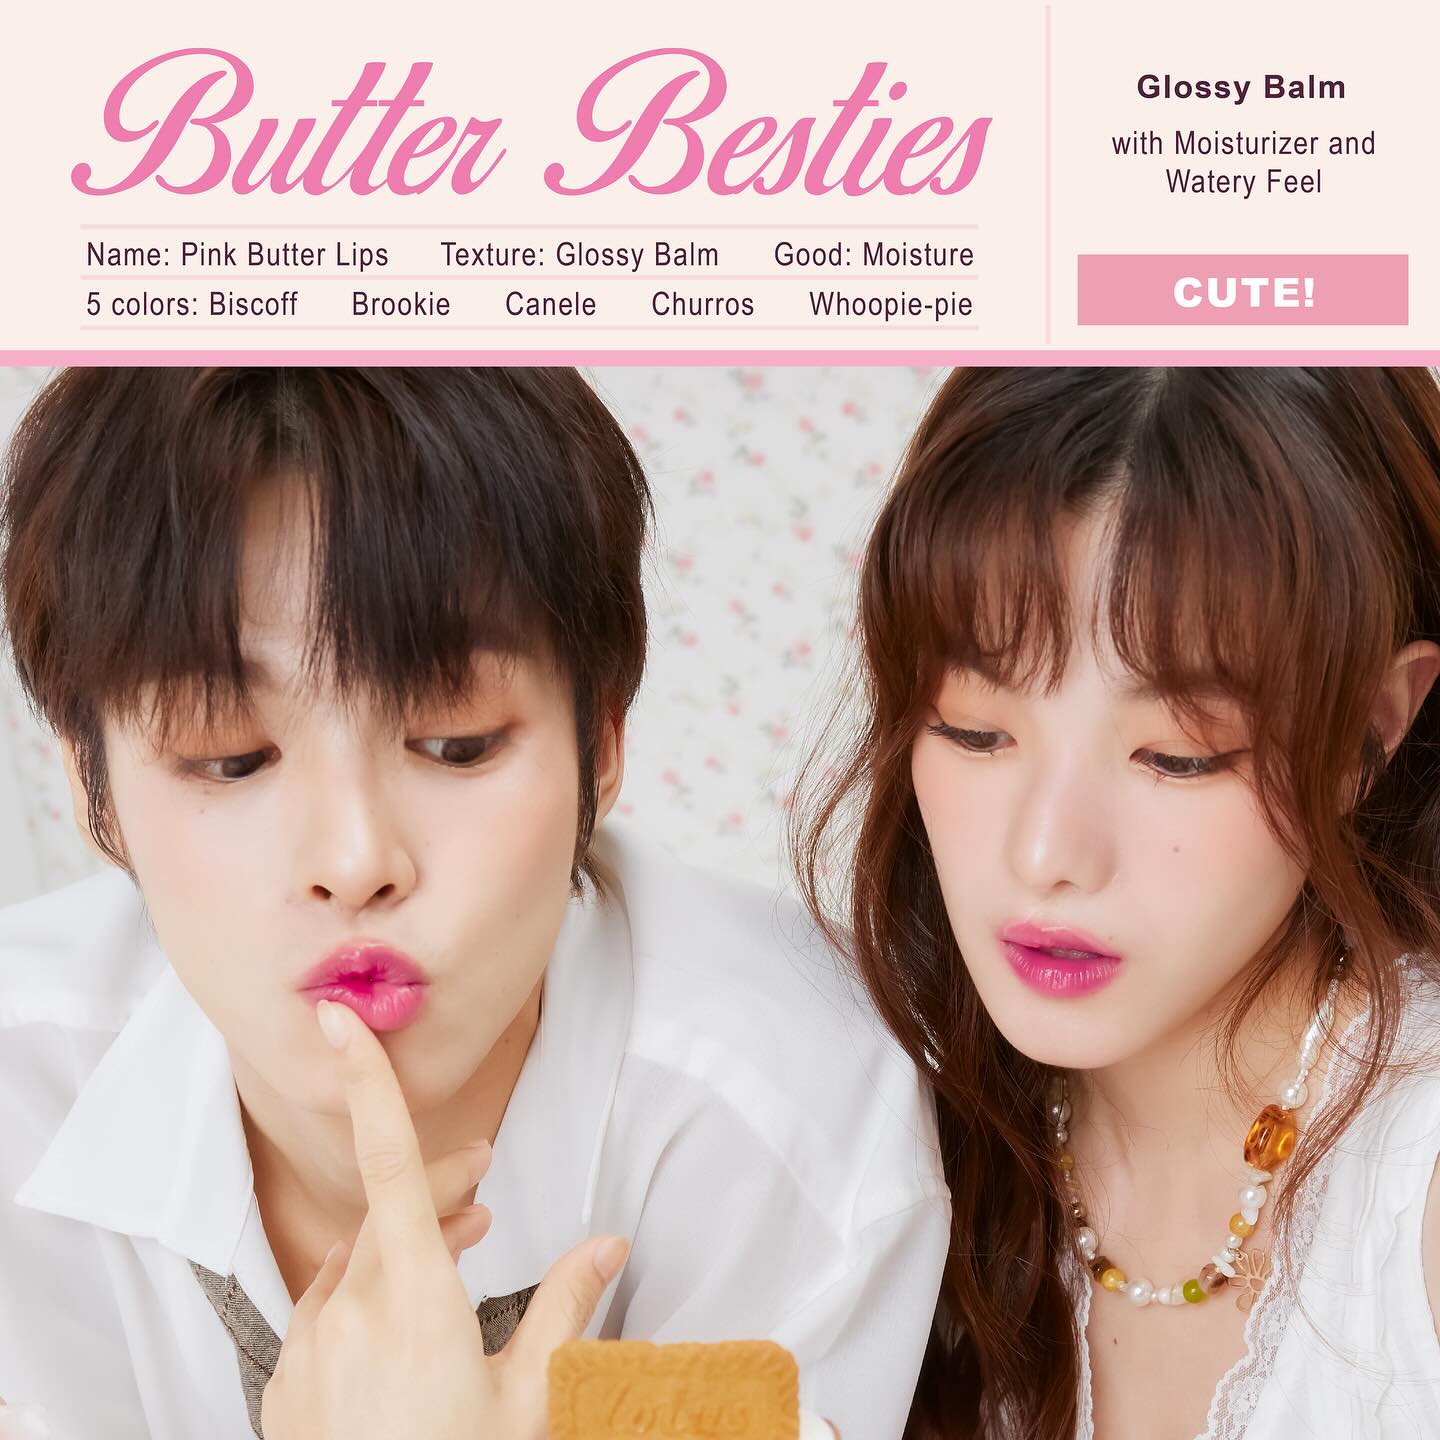 Butter Besties
Name: Pink Butter Lips Texture: Glossy Balm Good: Moisture
5 colors: Biscoff Brookie Canele Churros Whoopie-pie
Glossy Balm
with Moisturizer and
Watery Feel
CUTE!
Lotus